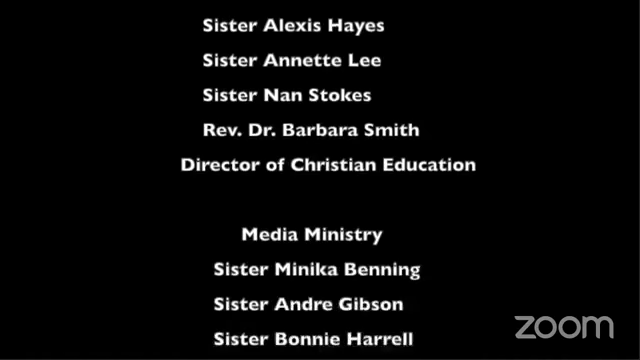 Sister Alexis Hayes
Sister Annette Lee
Sister Nan Stokes
Rev. Dr. Barbara Smith
Director of Christian Education
Media Ministry
Sister Minika Benning
Sister Andre Gibson
Sister Bonnie Harrell
zoom